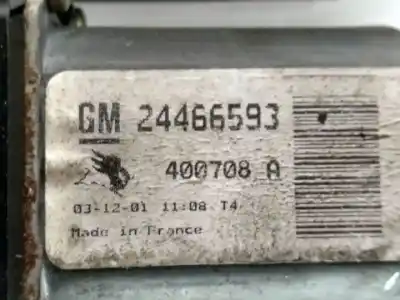 GM 24466593
400708 A
03-12-01 11:08 T4
Made in France